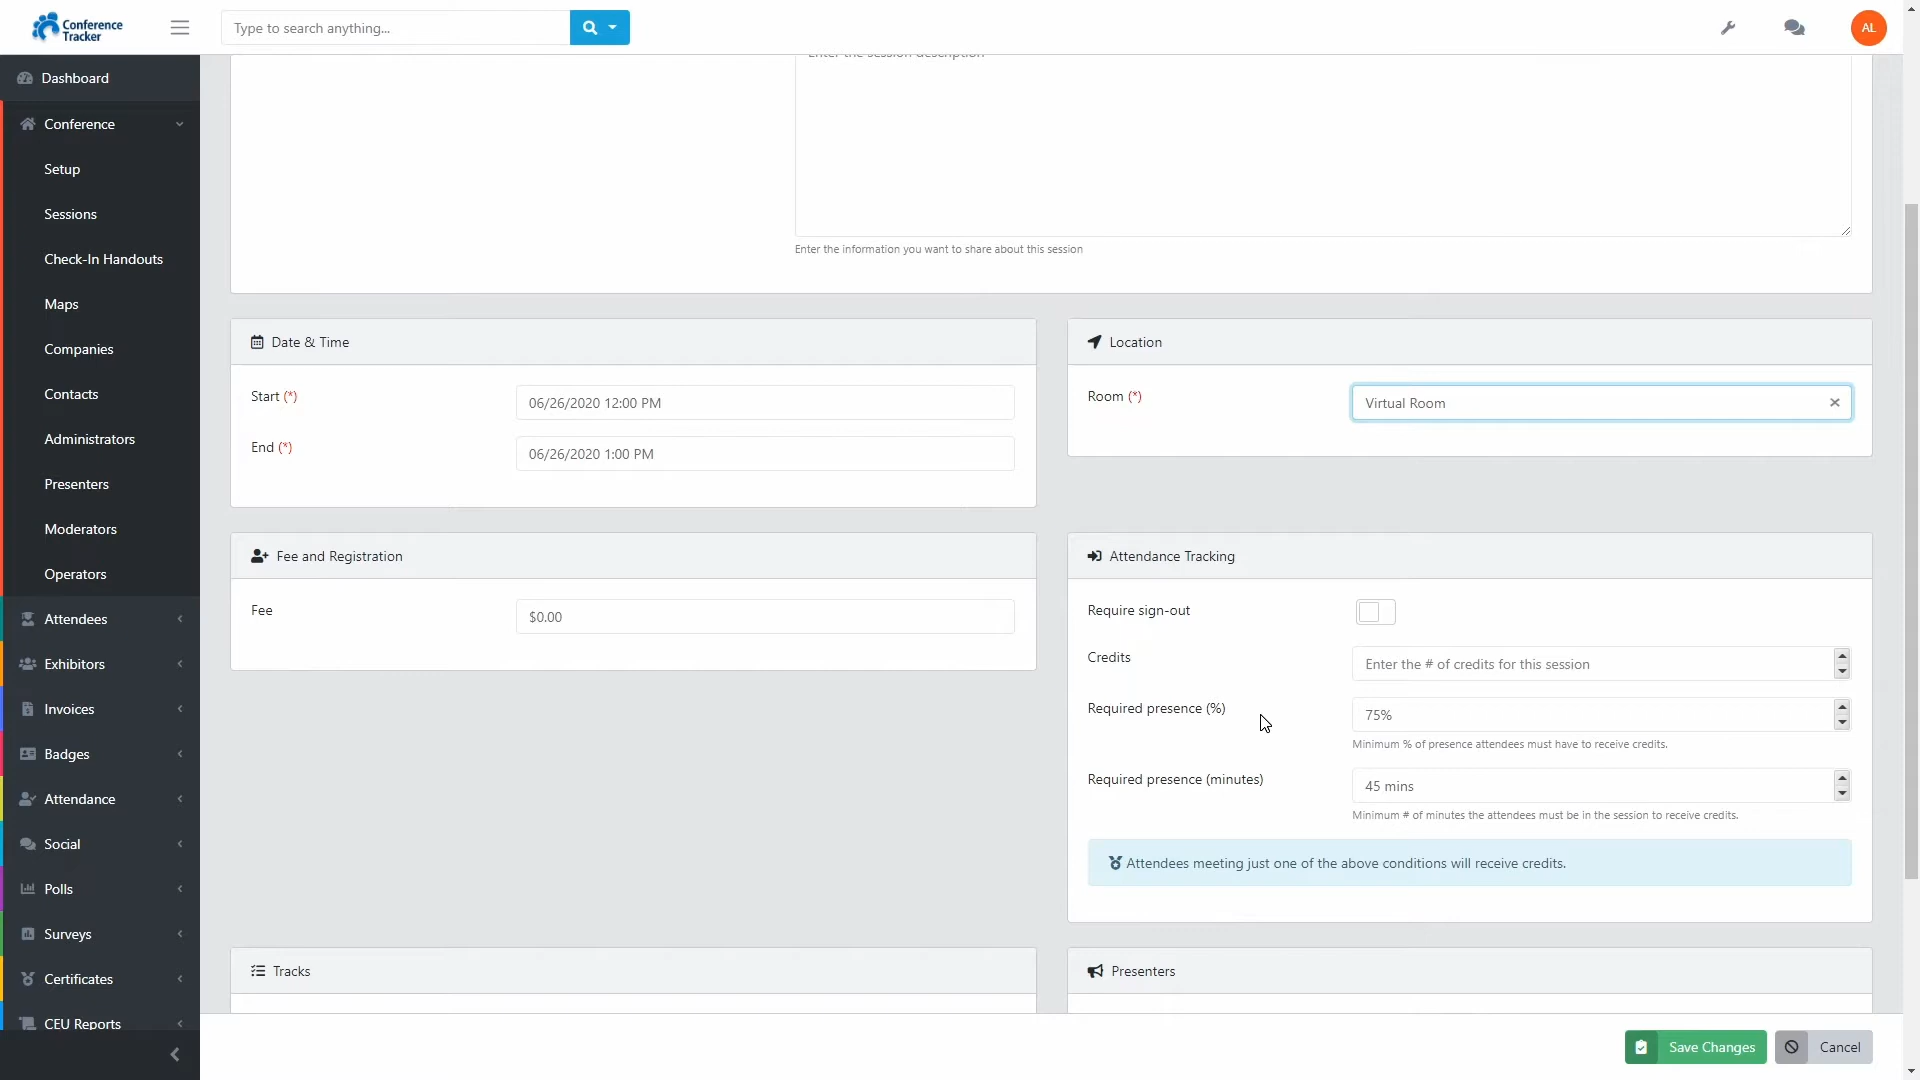 Conference
Tracker
Type to search anything...
AL
Dashboard
Conference
Setup
Sessions
Check-In Handouts
Maps
Companies
Contacts
Administrators
Presenters
Moderators
Operators
Attendees
Exhibitors
Invoices
Badges
Attendance
Social
Polls
Surveys
Certificates
CEU Reports
Enter the session description
Enter the information you want to share about this session
Date & Time
Start (*)
06/26/2020 12:00 PM
End (*)
06/26/2020 1:00 PM
Location
Room (*)
Virtual Room
Fee and Registration
Fee
$0.00
Attendance Tracking
Require sign-out
Credits
Enter the # of credits for this session
Required presence (%)
75%
Minimum % of presence attendees must have to receive credits.
Required presence (minutes)
45 mins
Minimum # of minutes the attendees must be in the session to receive credits.
Attendees meeting just one of the above conditions will receive credits.
Tracks
Presenters
Save Changes
Cancel